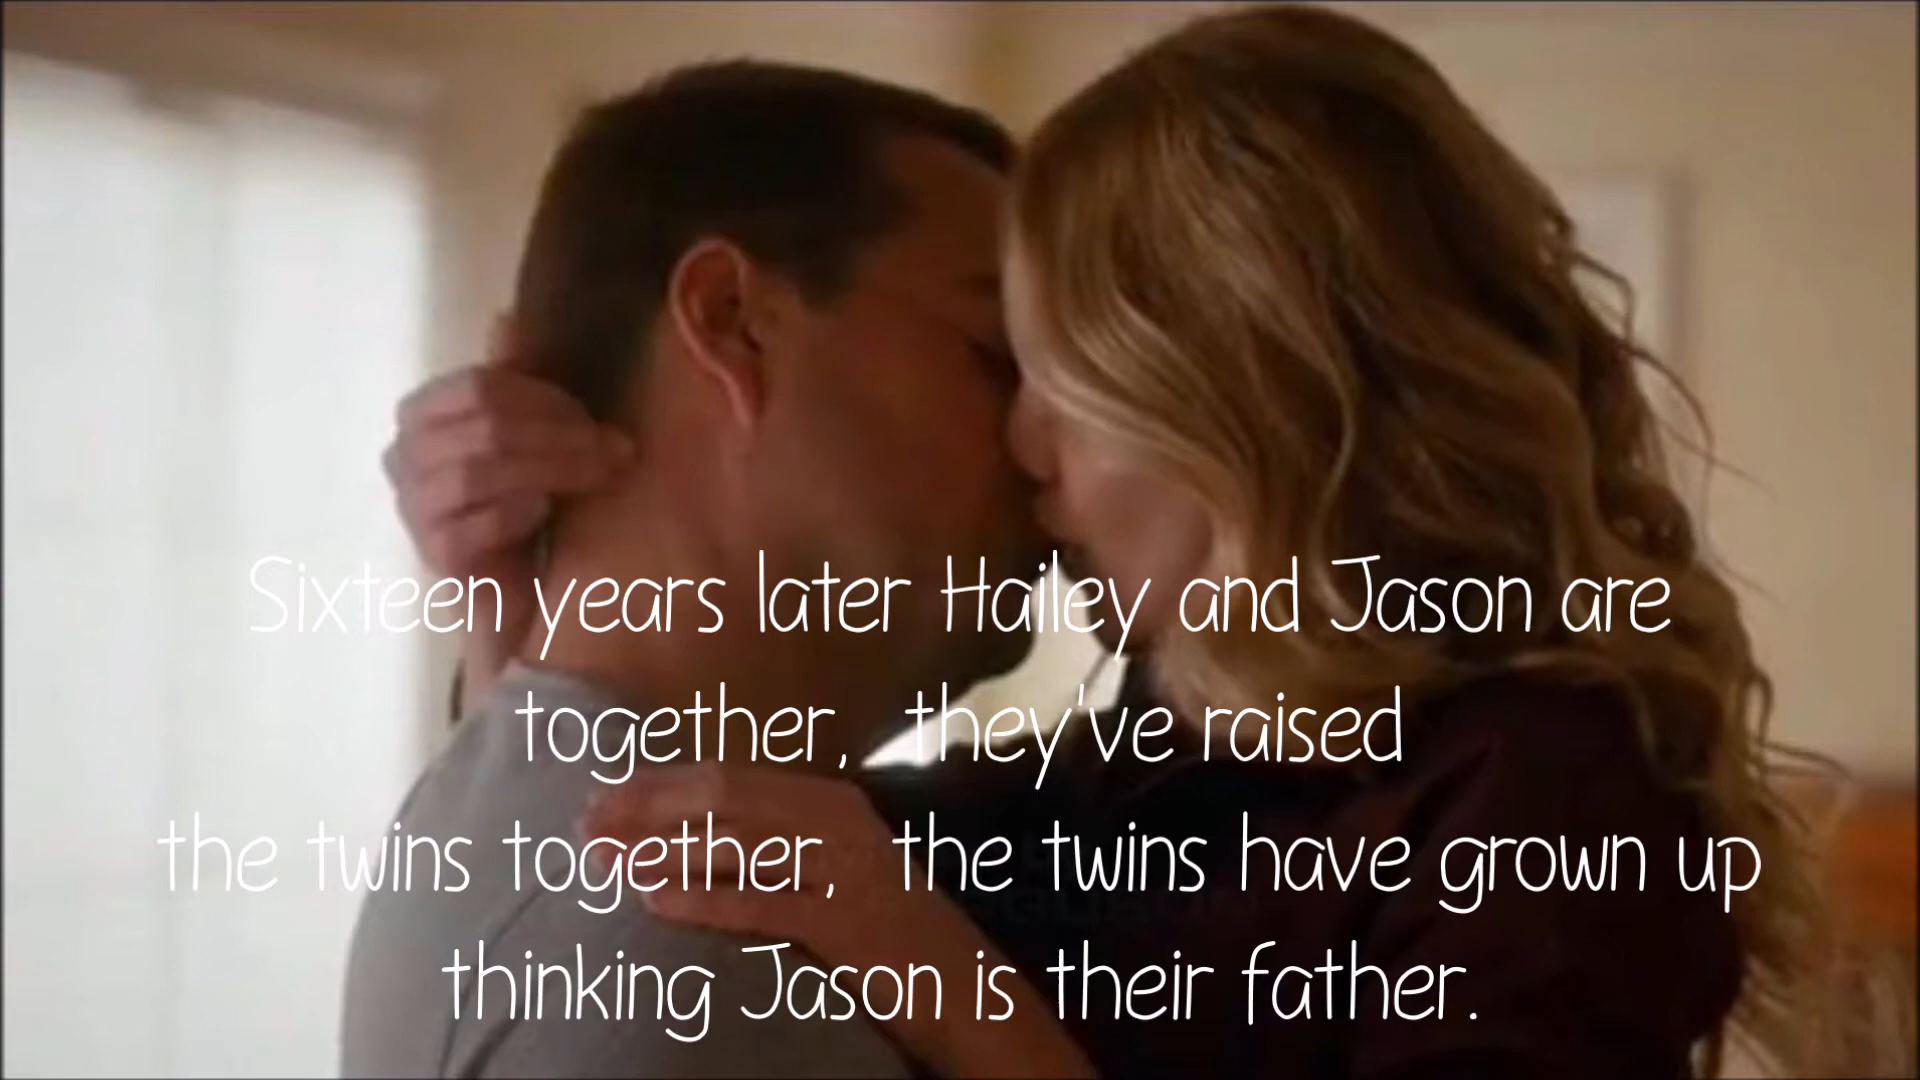 Sixteen years later Hailey and Jason are
together, they've raised
the twins together, the twins have grown up
thinking Jason is their father.